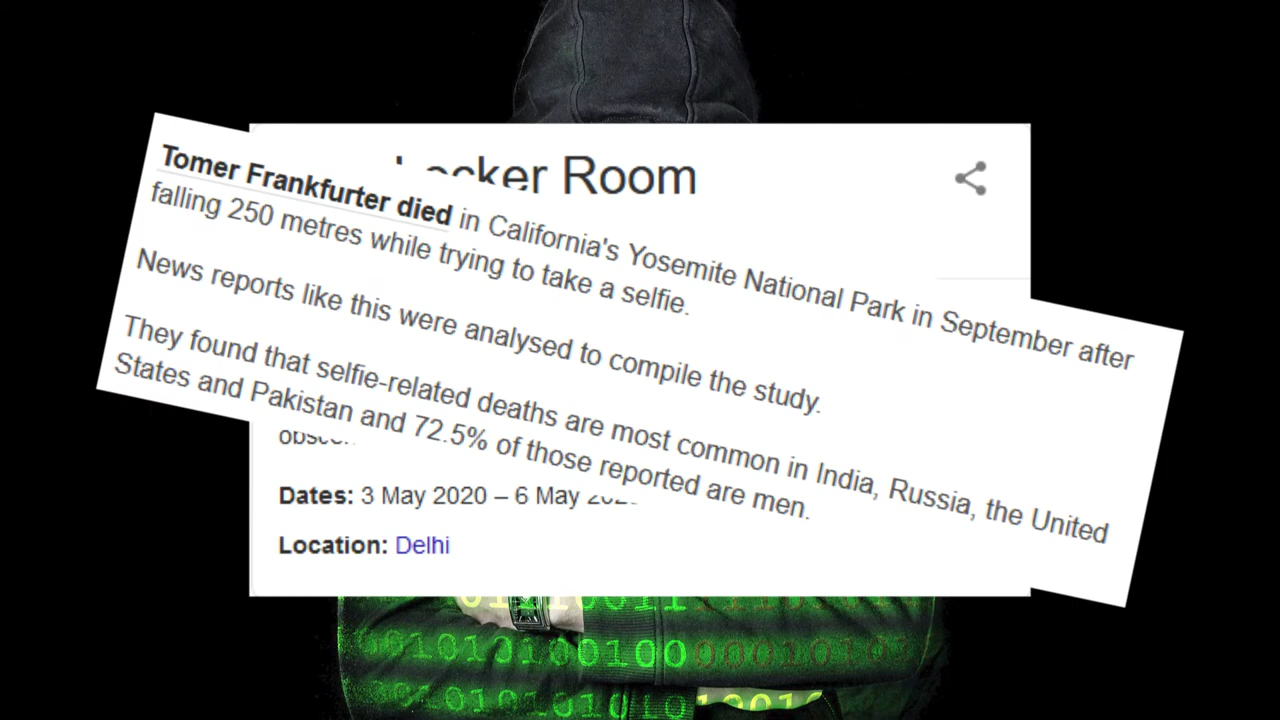 Locker Room
Tomer Frankfurter died in California's Yosemite National Park in September after
falling 250 metres while trying to take a selfie.
News reports like this were analysed to compile the study.
They found that selfie-related deaths are most common in India, Russia, the United
States and Pakistan and 72.5% of those reported are men.
Dates: 3 May 2020 – 6 May
Location: Delhi
001010100100